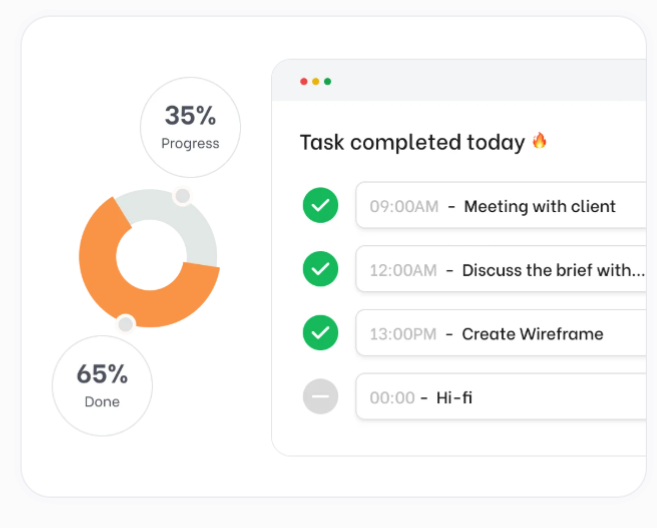 35%
Progress
65%
Done
Task completed today 🔥
09:00AM - Meeting with client
12:00AM - Discuss the brief with...
13:00PM - Create Wireframe
00:00 - Hi-fi